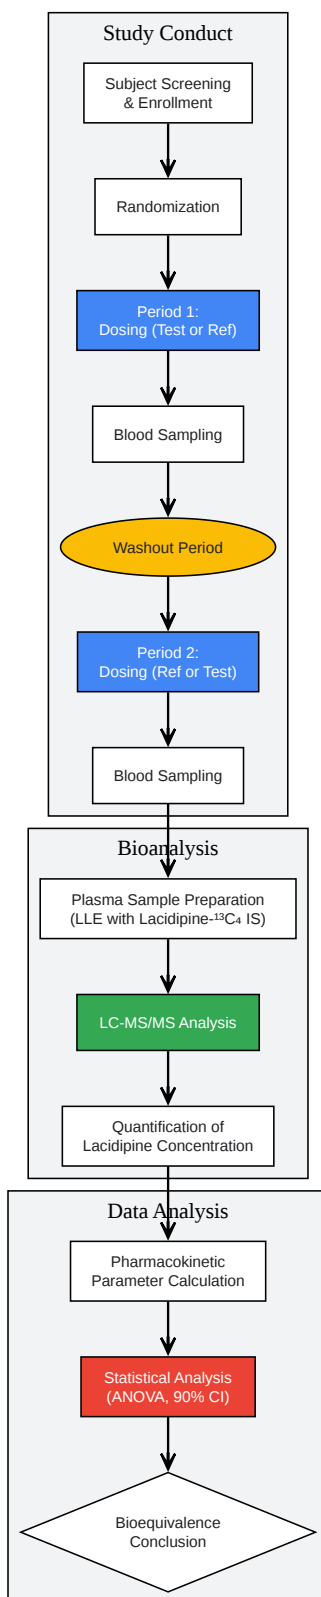 Study Conduct
Subject Screening
& Enrollment
Randomization
Period 1:
Dosing (Test or Ref)
Blood Sampling
Washout Period
Period 2:
Dosing (Ref or Test)
Blood Sampling
Bioanalysis
Plasma Sample Preparation
(LLE with Lacidipine-¹³C₄ IS)
LC-MS/MS Analysis
Quantification of
Lacidipine Concentration
Data Analysis
Pharmacokinetic
Parameter Calculation
Statistical Analysis
(ANOVA, 90% CI)
Bioequivalence
Conclusion